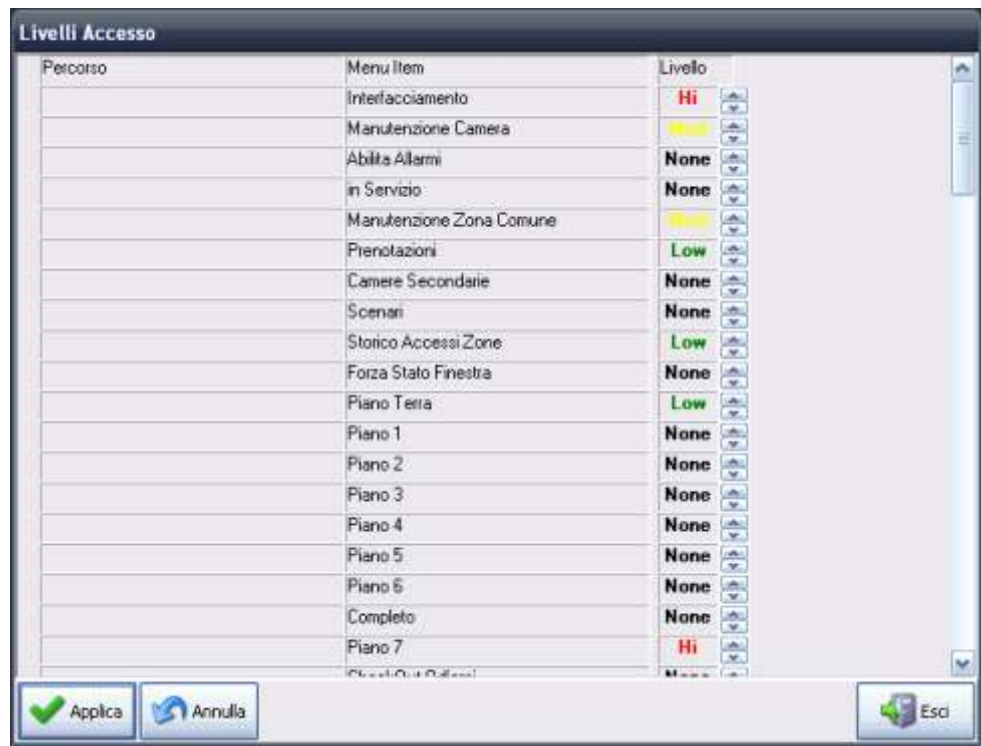 Livelli Accesso
Percorso Menu Item Livello
Interfacciamento Hi
Manutenzione Camera
Abilita Allarmi None
in Servizio None
Manutenzione Zona Comune
Prenotazioni Low
Camere Secondarie None
Scenari None
Storico Accessi Zone Low
Forza Stato Finestra None
Piano Terra Low
Piano 1 None
Piano 2 None
Piano 3 None
Piano 4 None
Piano 5 None
Piano 6 None
Completo None
Piano 7 Hi
Applica Annulla Esci